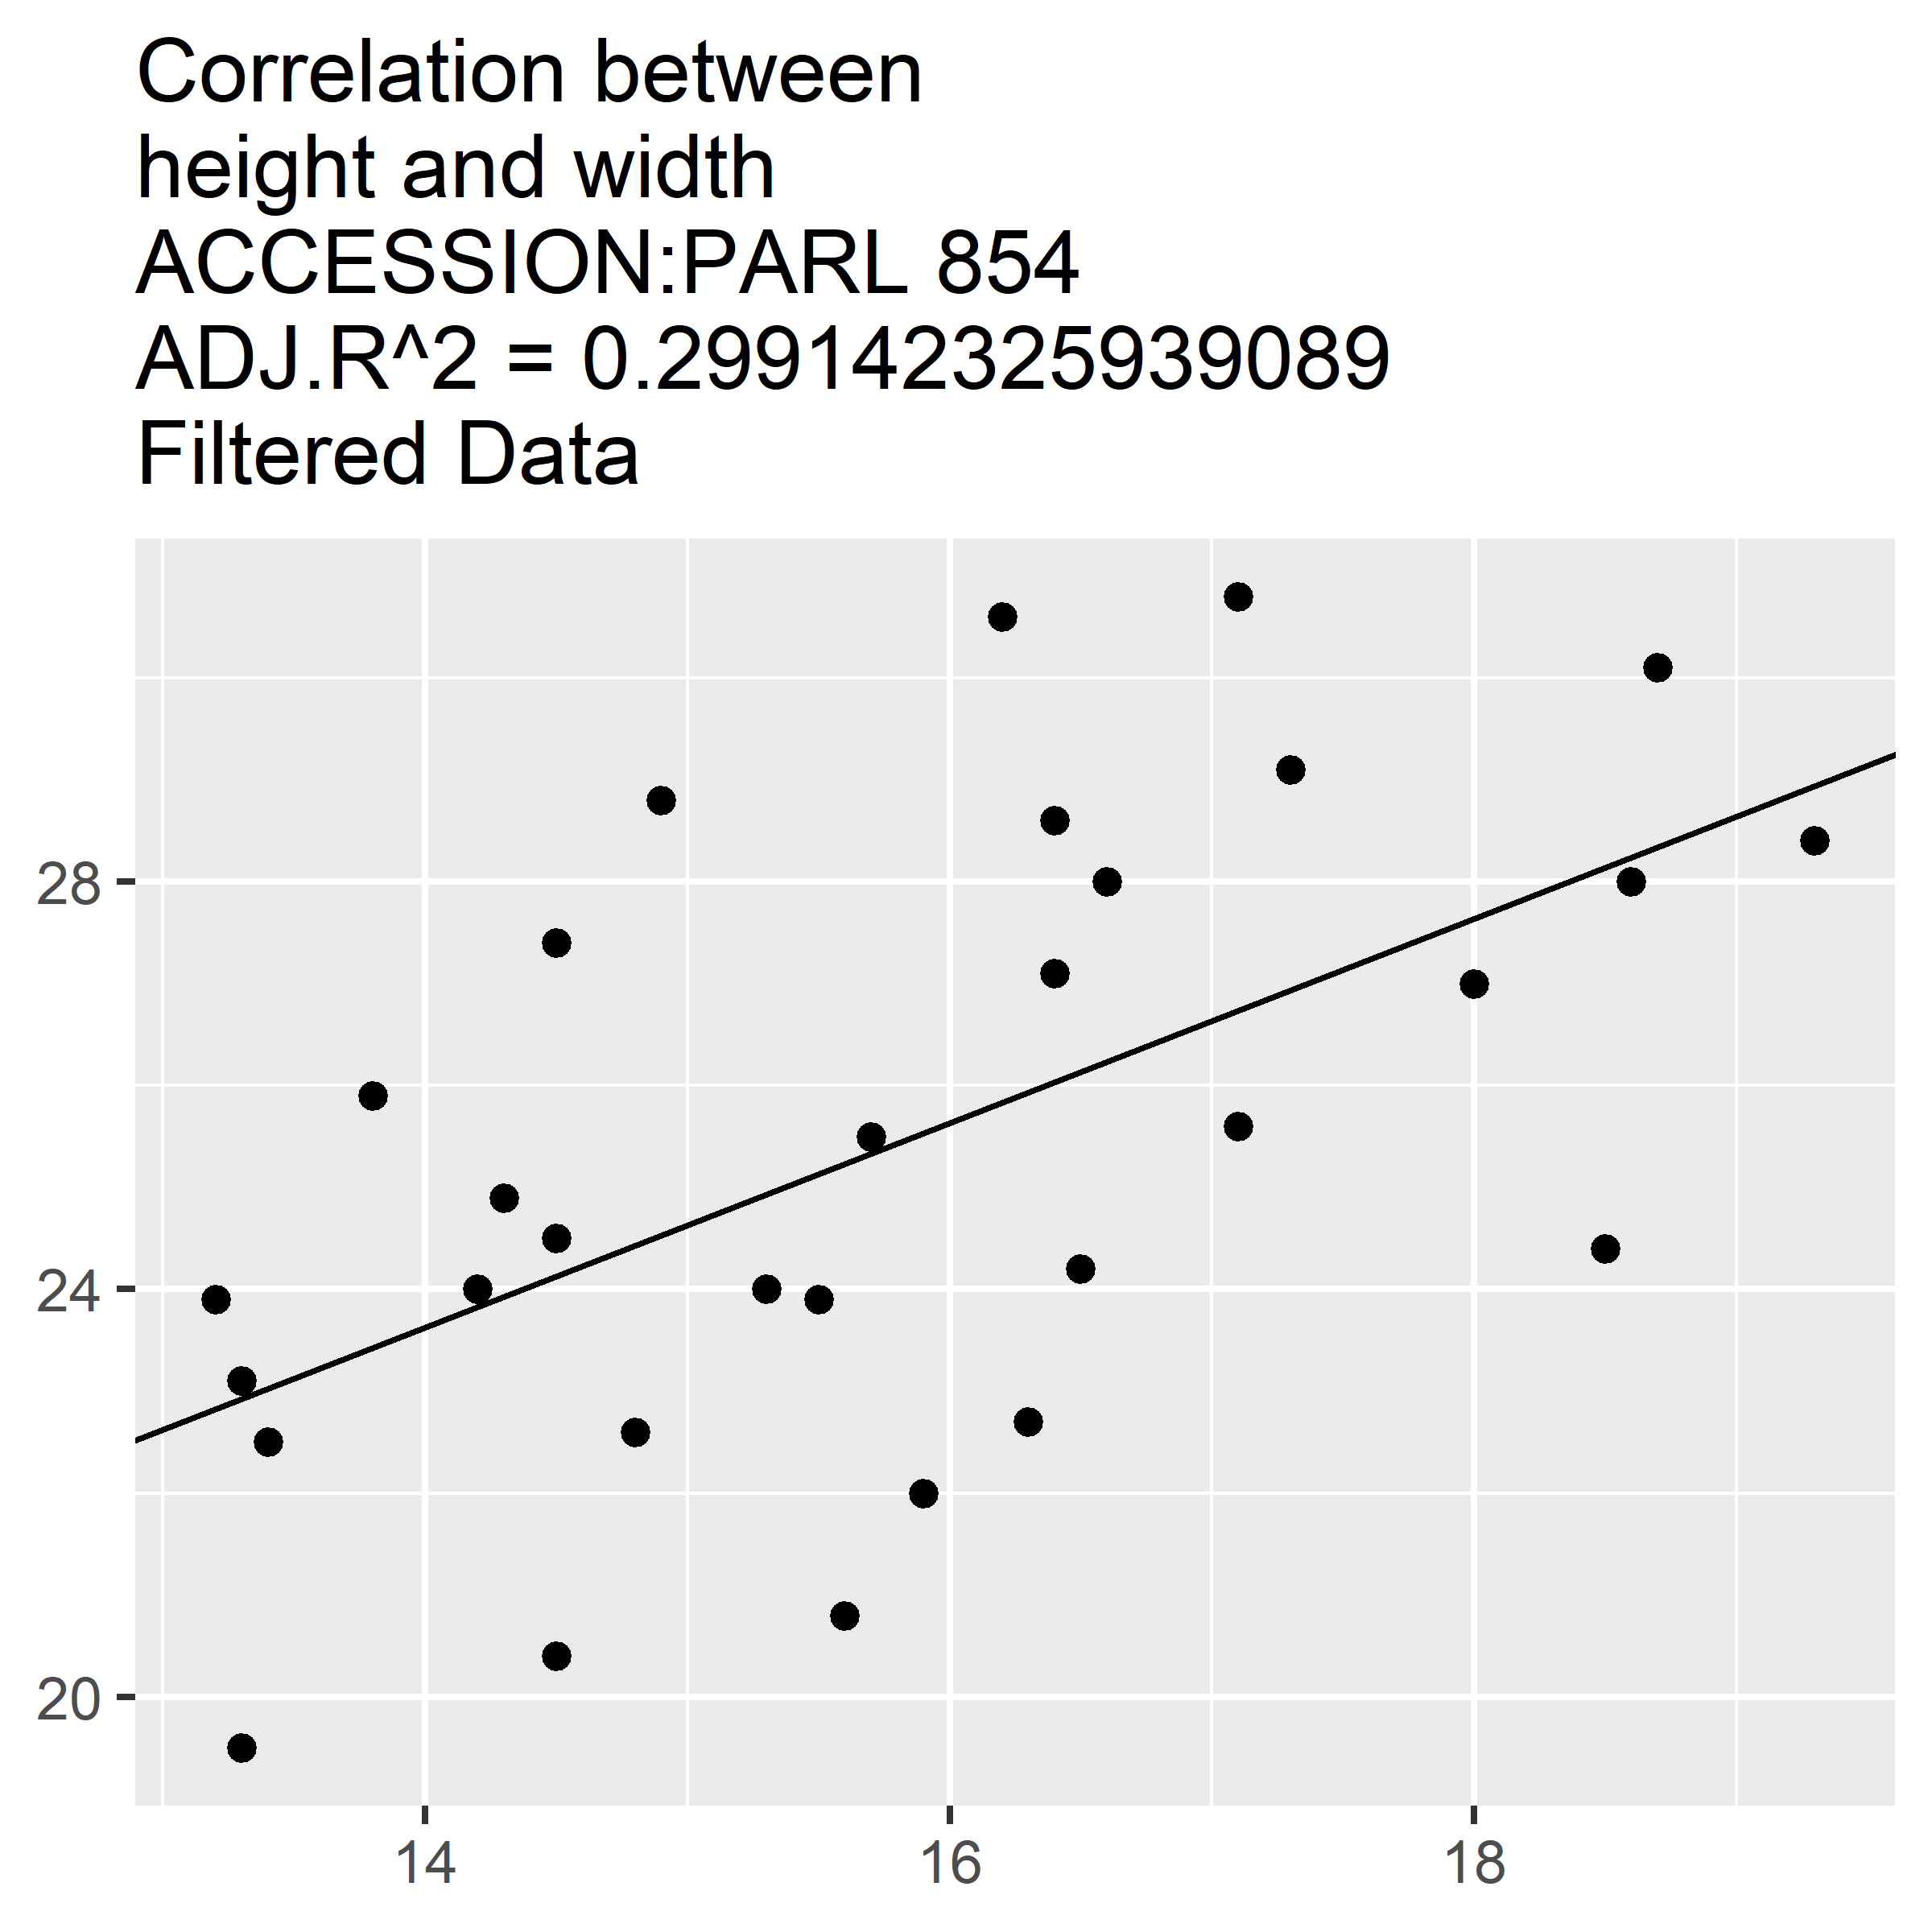 Correlation between
height and width
ACCESSION:PARL 854
ADJ.R^2 = 0.299142325939089
Filtered Data
28
24
20
14 16 18